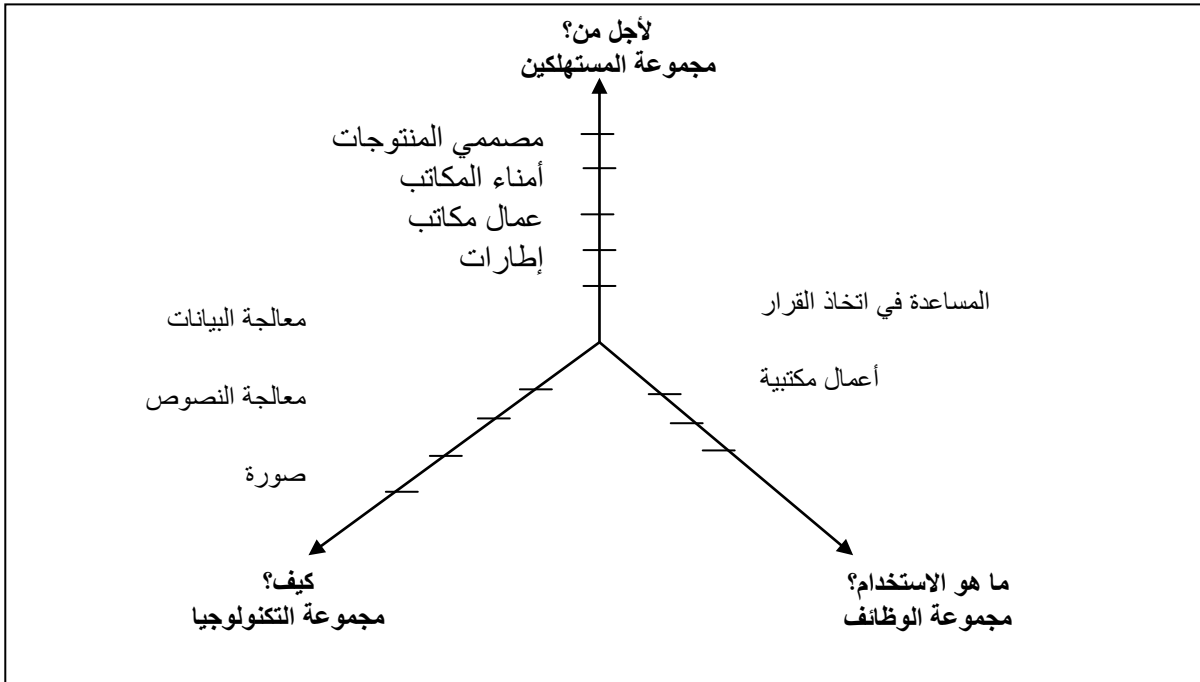 لأجل من؟
مجموعة المستهلكين
مصممي المنتوجات
أمناء المكاتب
عمال مكاتب
إطارات
المساعدة في اتخاذ القرار
أعمال مكتبية
معالجة البيانات
معالجة النصوص
صورة
ما هو الاستخدام؟
مجموعة الوظائف
كيف؟
مجموعة التكنولوجيا